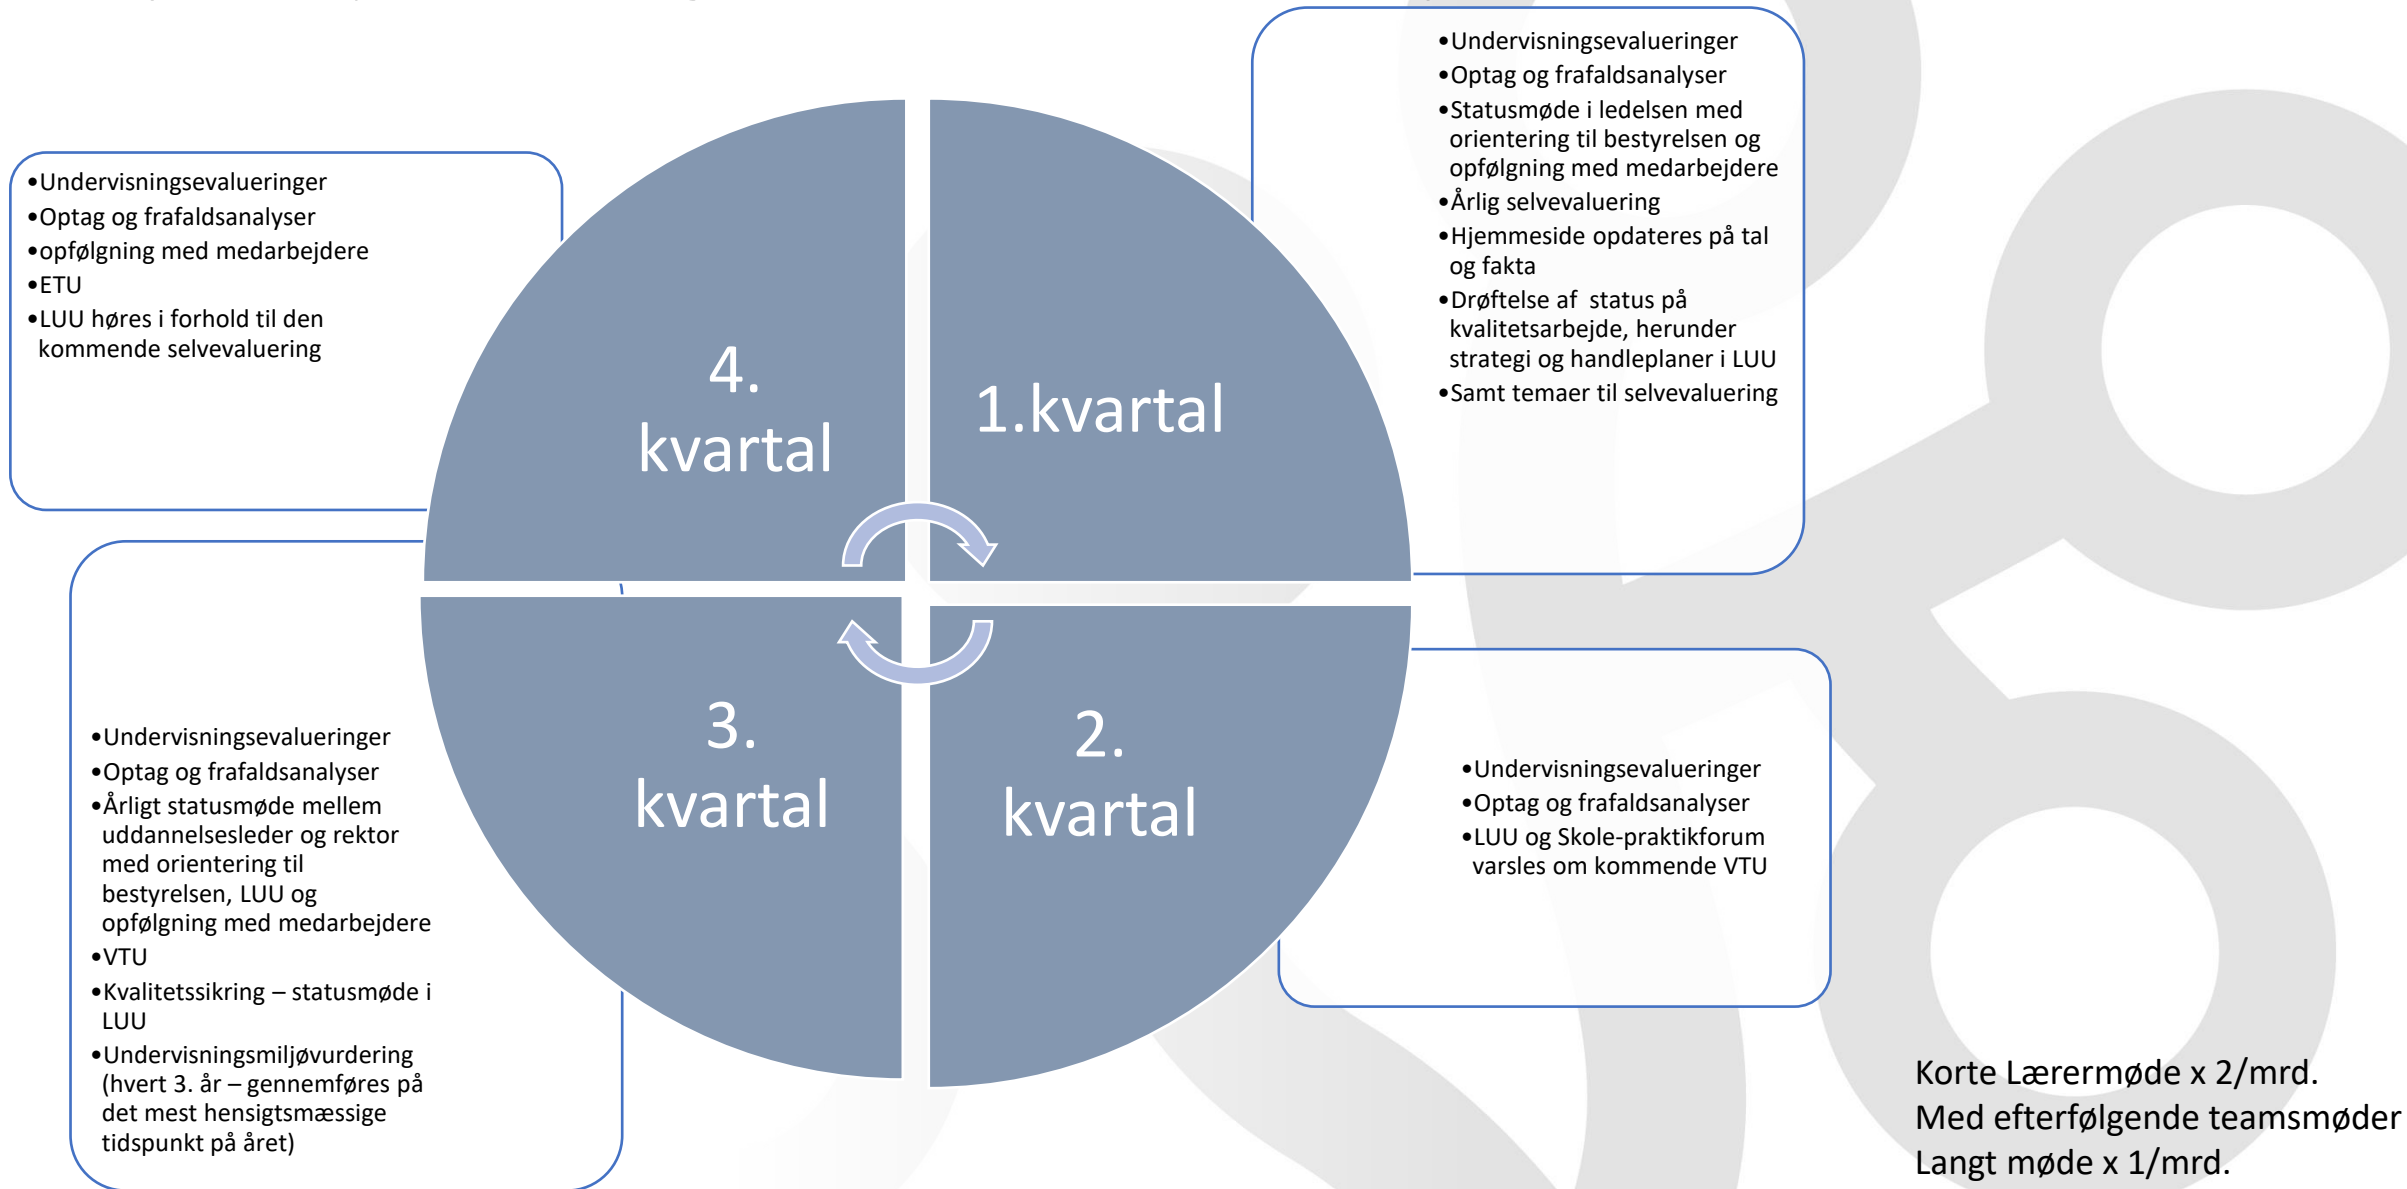 •Undervisningsevalueringer
•Optag og frafaldsanalyser
•Statusmøde i ledelsen med
orientering til bestyrelsen og
opfølgning med medarbejdere
•Årlig selvevaluering
•Hjemmeside opdateres på tal
og fakta
•Drøftelse af status på
kvalitetsarbejde, herunder
strategi og handleplaner i LUU
•Samt temaer til selvevaluering
•Undervisningsevalueringer
•Optag og frafaldsanalyser
•opfølgning med medarbejdere
•ETU
•LUU høres i forhold til den
kommende selvevaluering
4.
kvartal
1.kvartal
3.
kvartal
2.
kvartal
•Undervisningsevalueringer
•Optag og frafaldsanalyser
•Årligt statusmøde mellem
uddannelsesleder og rektor
med orientering til
bestyrelsen, LUU og
opfølgning med medarbejdere
•VTU
•Kvalitetssikring – statusmøde i
LUU
•Undervisningsmiljøvurdering
(hvert 3. år – gennemføres på
det mest hensigtsmæssige
tidspunkt på året)
•Undervisningsevalueringer
•Optag og frafaldsanalyser
•LUU og Skole-praktikforum
varsles om kommende VTU
Korte Lærermøde x 2/mrd.
Med efterfølgende teamsmøder
Langt møde x 1/mrd.